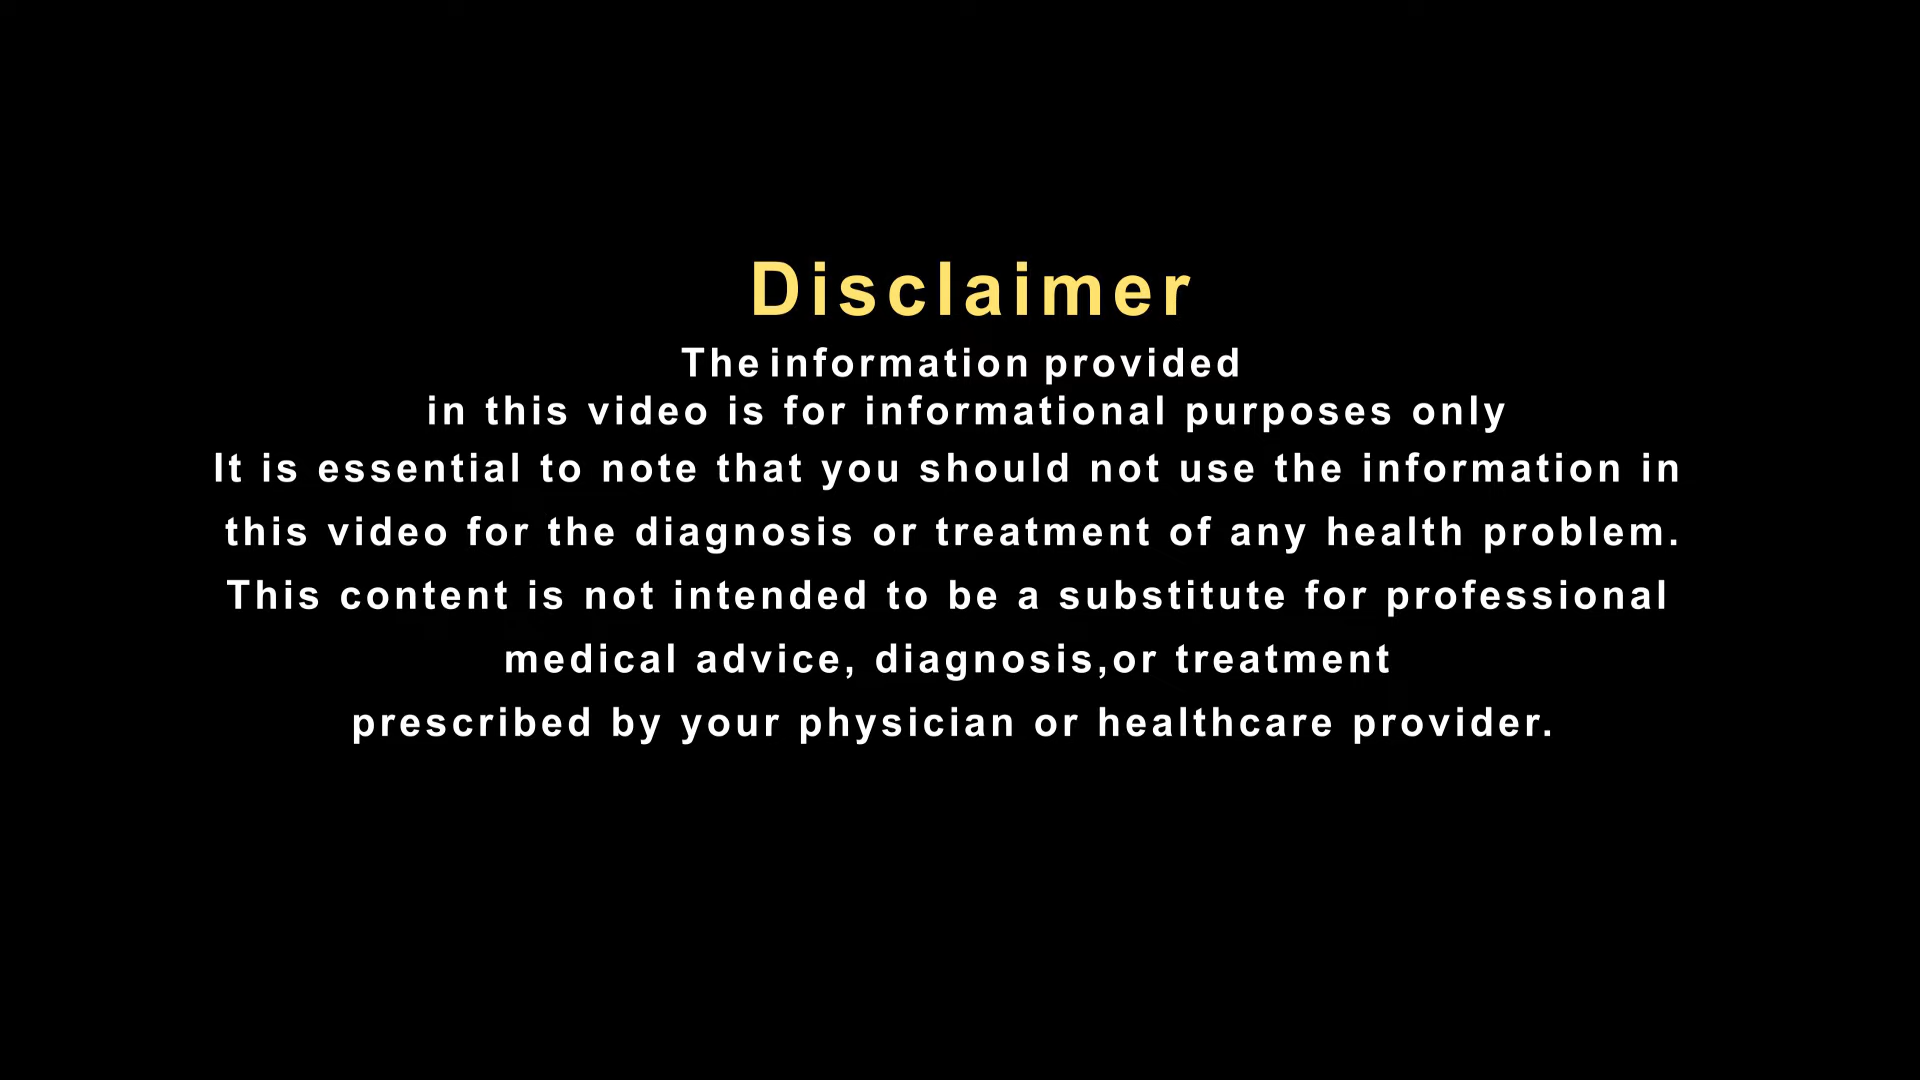 Disclaimer
The information provided
in this video is for informational purposes only
It is essential to note that you should not use the information in
this video for the diagnosis or treatment of any health problem.
This content is not intended to be a substitute for professional
medical advice, diagnosis,or treatment
prescribed by your physician or healthcare provider.